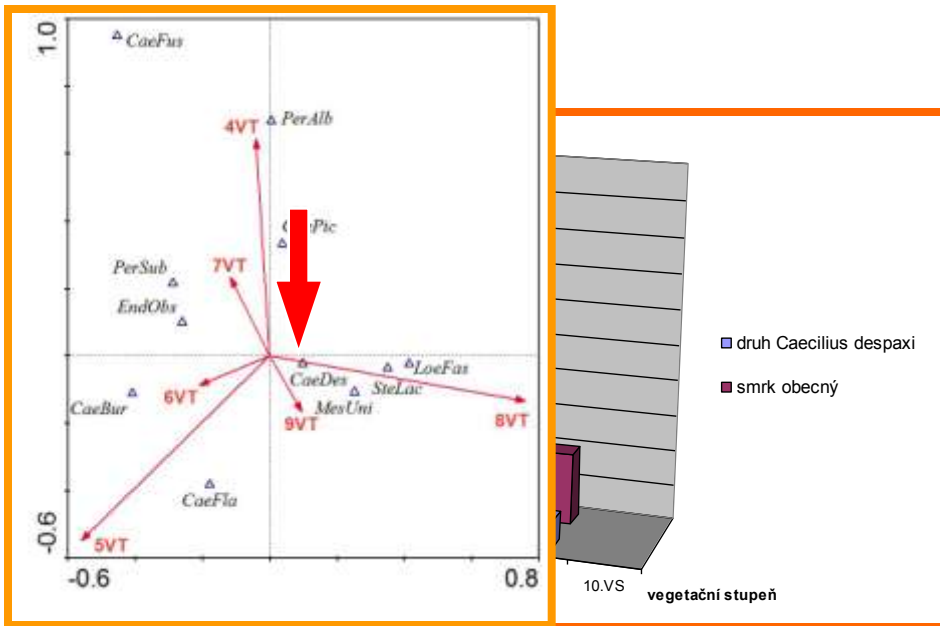 1.0
CaeFus
PerAlb
4VT
Pic
PerSub
7VT
EndObs
LoeFas
CaeDes
SteLac
6VT
CaeBur
MesUni
9VT
8VT
CaeFla
5VT
-0.6
-0.6
0.8
druh Caecilius despaxi
smrk obecný
10.VS
vegetační stupeň